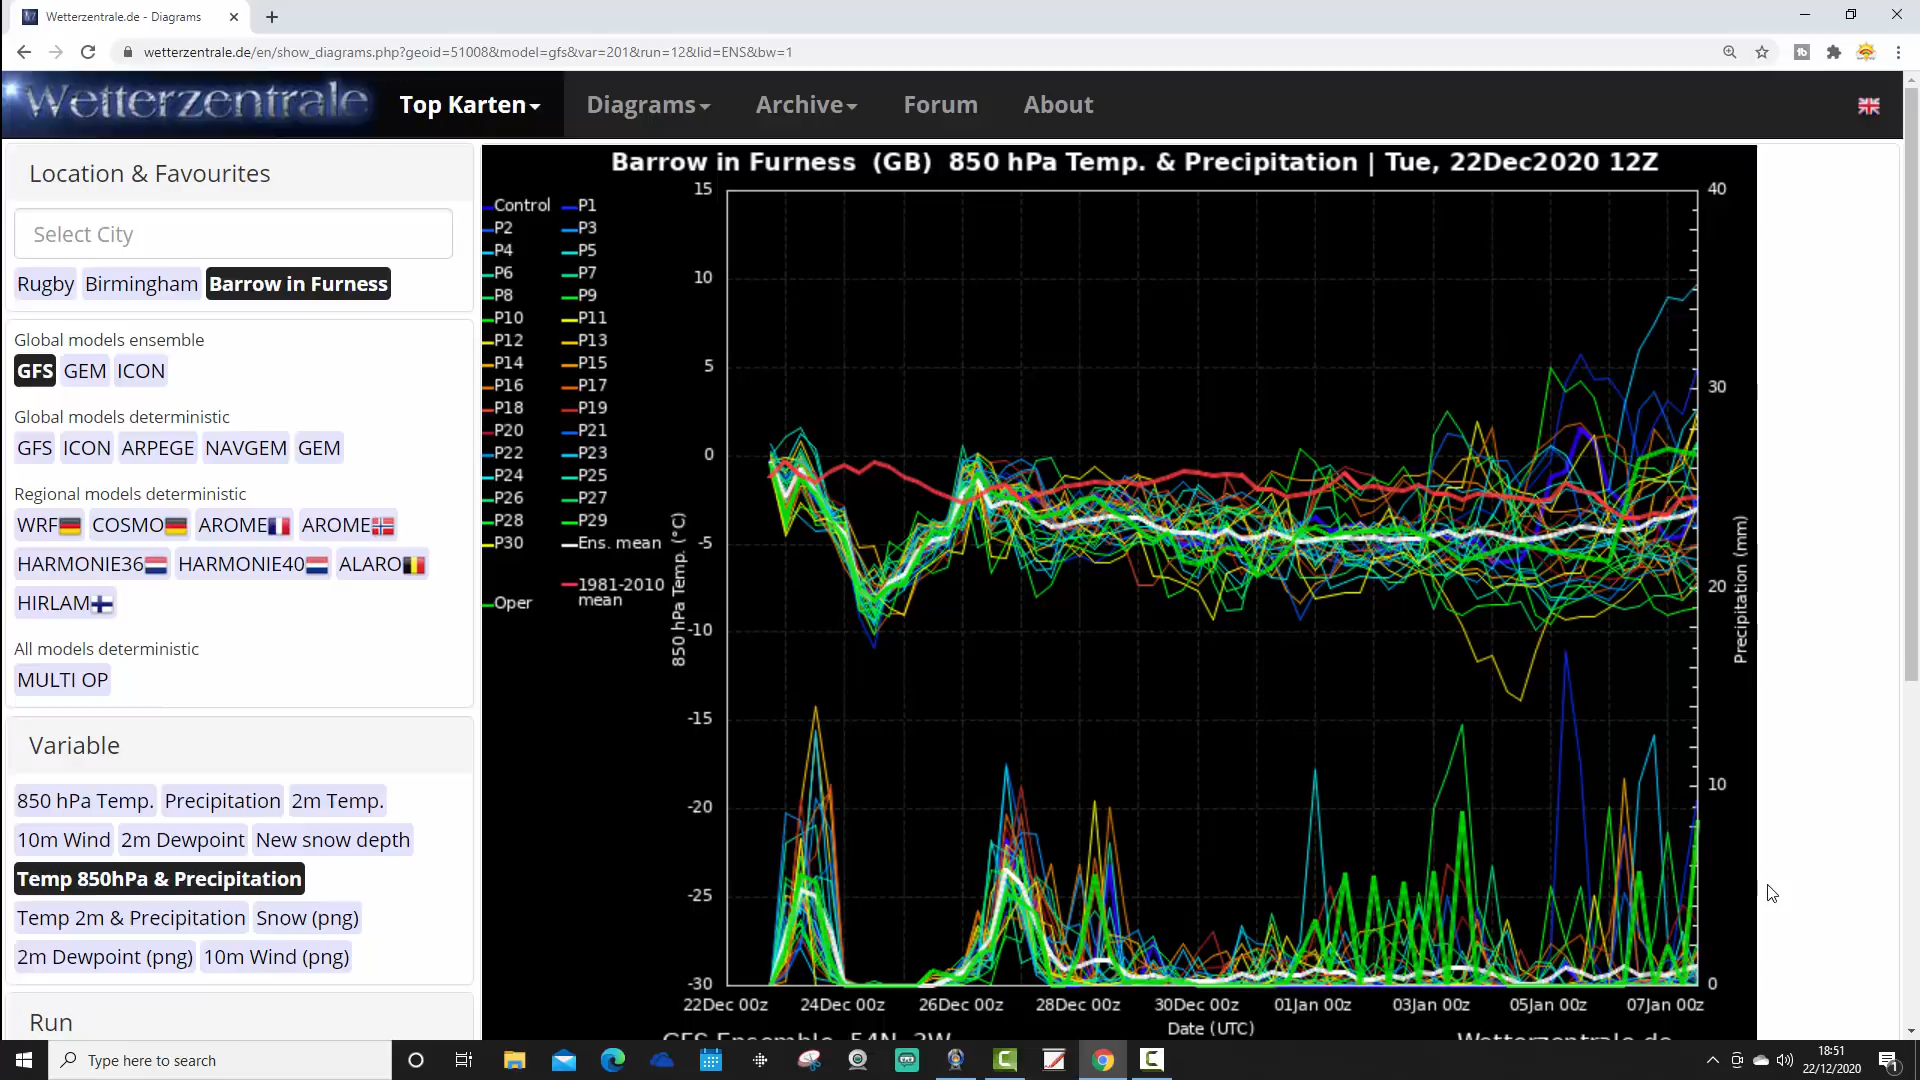 Wetterzentrale.de - Diagrams
wetterzentrale.de/en/show_diagrams.php?geoid=51008&model=gfs&var=201&run=12&lid=ENS&bw=1
Wetterzentrale Top Karten Diagrams Archive Forum About
Location & Favourites
Select City
Rugby Birmingham Barrow in Furness
Global models ensemble
GFS GEM ICON
Global models deterministic
GFS ICON ARPEGE NAVGEM GEM
Regional models deterministic
WRF COSMO AROME AROME
HARMONIE36 HARMONIE40 ALARO
HIRLAM
All models deterministic
MULTI OP
Variable
850 hPa Temp. Precipitation 2m Temp.
10m Wind 2m Dewpoint New snow depth
Temp 850hPa & Precipitation
Temp 2m & Precipitation Snow (png)
2m Dewpoint (png) 10m Wind (png)
Run
Barrow in Furness (GB) 850 hPa Temp. & Precipitation | Tue, 22Dec2020 12Z
Control P1
P2 P3
P4 P5
P6 P7
P8 P9
P10 P11
P12 P13
P14 P15
P16 P17
P18 P19
P20 P21
P22 P23
P24 P25
P26 P27
P28 P29
P30 Ens. mean
1981-2010
mean
Oper
850 hPa Temp. (°C)
15
10
5
0
-5
-10
-15
-20
-25
-30
40
30
20
10
0
Precipitation (mm)
22Dec 00z 24Dec 00z 26Dec 00z 28Dec 00z 30Dec 00z 01Jan 00z 03Jan 00z 05Jan 00z 07Jan 00z
Date (UTC)
GFS Ensemble 54N 3W Wetterzentrale.de
Type here to search
18:51
22/12/2020
1